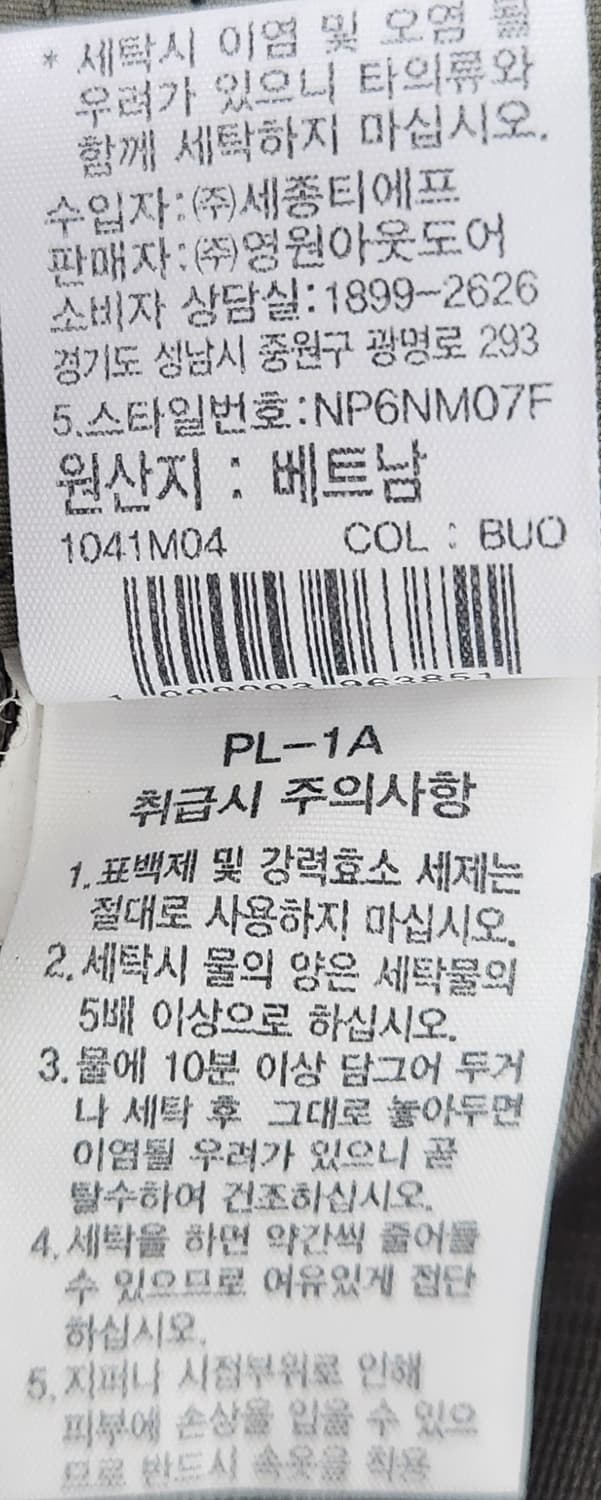 * 세탁시 이염 및 오염 될
우려가 있으니 타의류와
함께 세탁하지 마십시오.
수입자:㈜세종티에프
판매자:㈜영원아웃도어
소비자 상담실:1899-2626
경기도 성남시 중원구 광명로 293
5.스타일번호:NP6NM07F
원산지 : 베트남
1041M04 COL : BUO
1 000003 963851
PL-1A
취급시 주의사항
1.표백제 및 강력효소 세제는
절대로 사용하지 마십시오.
2.세탁시 물의 양은 세탁물의
5배 이상으로 하십시오.
3.물에 10분 이상 담그어 두거
나 세탁 후 그대로 놓아두면
이염될 우려가 있으니 곧
탈수하여 건조하십시오.
4.세탁을 하면 약간씩 줄어들
수 있으므로 여유있게 점단
하십시오.
5.지퍼나 시점부위로 인해
피부에 손상을 입을 수 있으
므로 반드시 속옷을 착용